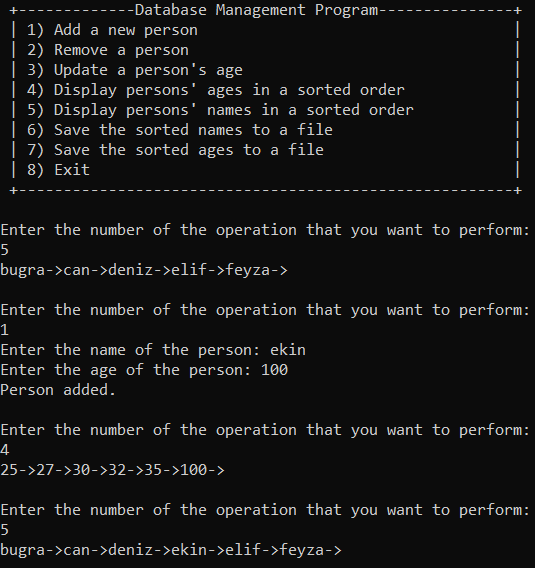 +-------------Database Management Program---------------+
| 1) Add a new person                                   |
| 2) Remove a person                                    |
| 3) Update a person's age                              |
| 4) Display persons' ages in a sorted order            |
| 5) Display persons' names in a sorted order           |
| 6) Save the sorted names to a file                    |
| 7) Save the sorted ages to a file                     |
| 8) Exit                                               |
+-------------------------------------------------------+
Enter the number of the operation that you want to perform:
5
bugra->can->deniz->elif->feyza->
Enter the number of the operation that you want to perform:
1
Enter the name of the person: ekin
Enter the age of the person: 100
Person added.
Enter the number of the operation that you want to perform:
4
25->27->30->32->35->100->
Enter the number of the operation that you want to perform:
5
bugra->can->deniz->ekin->elif->feyza->